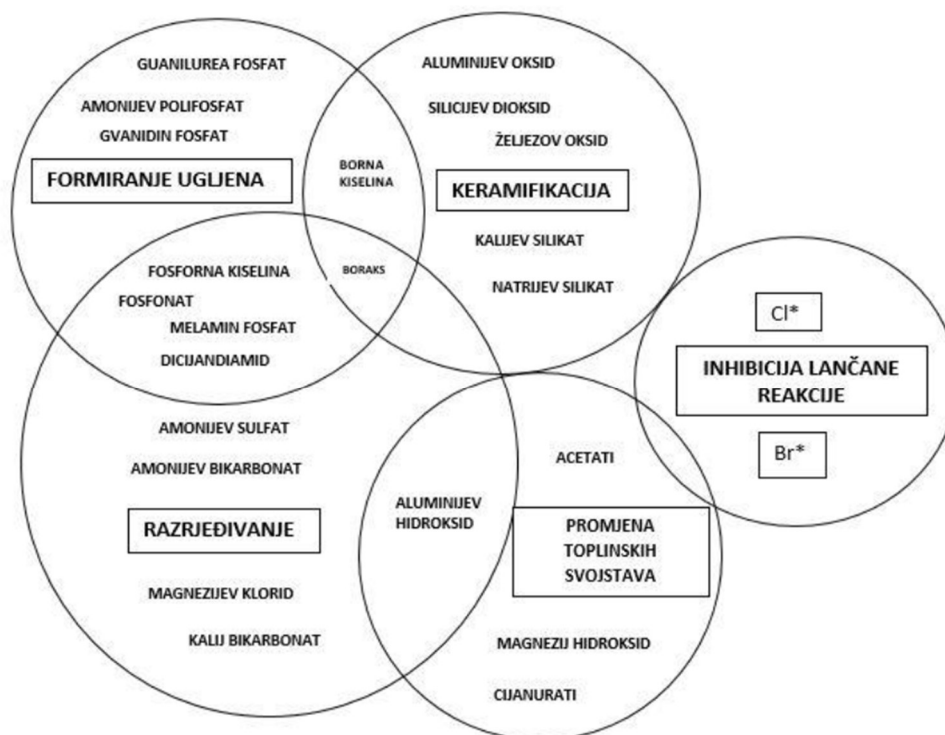 GUANILUREA FOSFAT
AMONIJEV POLIFOSFAT
GVANIDIN FOSFAT
FORMIRANJE UGLJENA
BORNA
KISELINA
ALUMINIJEV OKSID
SILICIJEV DIOKSID
ŽELJEZOV OKSID
KERAMIFIKACIJA
KALIJEV SILIKAT
NATRIJEV SILIKAT
BORAKS
FOSFORNA KISELINA
FOSFONAT
MELAMIN FOSFAT
DICIJANDIAMID
Cl*
INHIBICIJA LANČANE
REAKCIJE
Br*
AMONIJEV SULFAT
AMONIJEV BIKARBONAT
RAZRJEĐIVANJE
MAGNEZIJEV KLORID
KALIJ BIKARBONAT
ALUMINIJEV
HIDROKSID
ACETATI
PROMJENA
TOPLINSKIH
SVOJSTAVA
MAGNEZIJ HIDROKSID
CIJANURATI